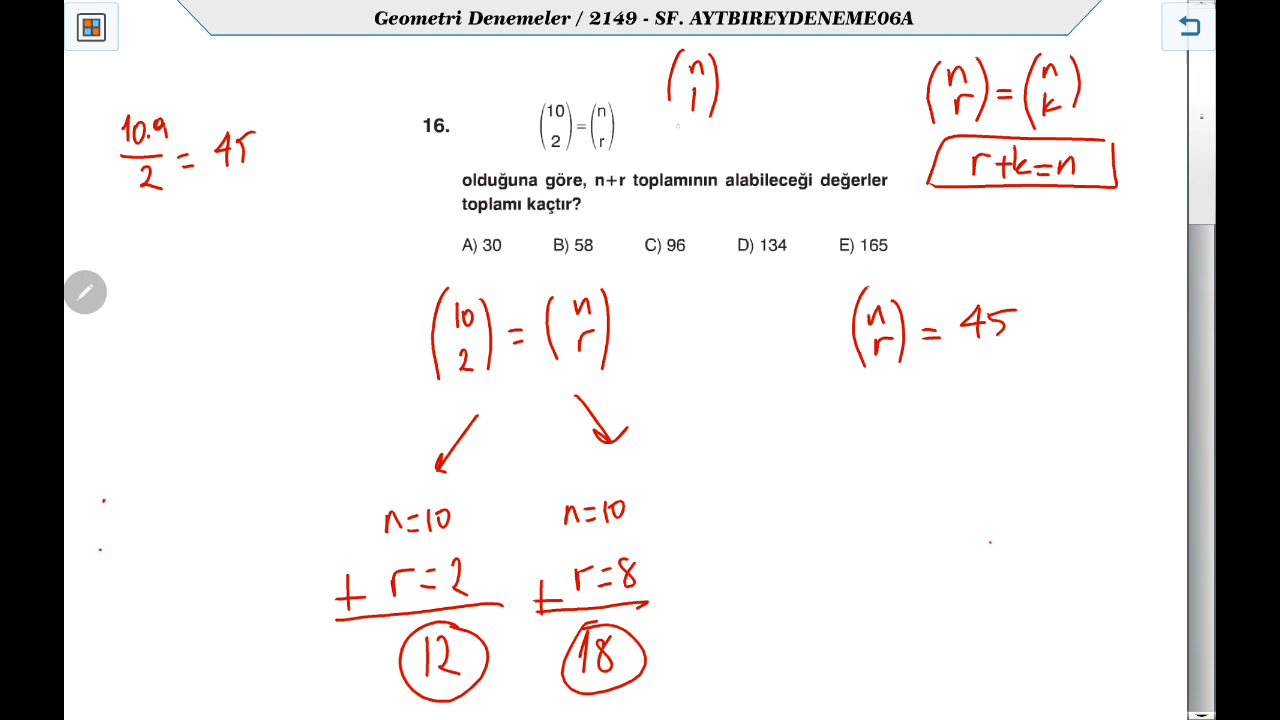 Geometri Denemeler / 2149 - SF. AYTBIREYDENEME06A
10.9
2
= 45
(n
1)
(n
r) = (n
k)
r+k=n
16.
(10
2) = (n
r)
olduğuna göre, n+r toplamının alabileceği değerler
toplamı kaçtır?
A) 30 B) 58 C) 96 D) 134 E) 165
(10
2) = (n
r)
(n
r) = 45
n=10
+ r=2
12
n=10
+ r=8
18